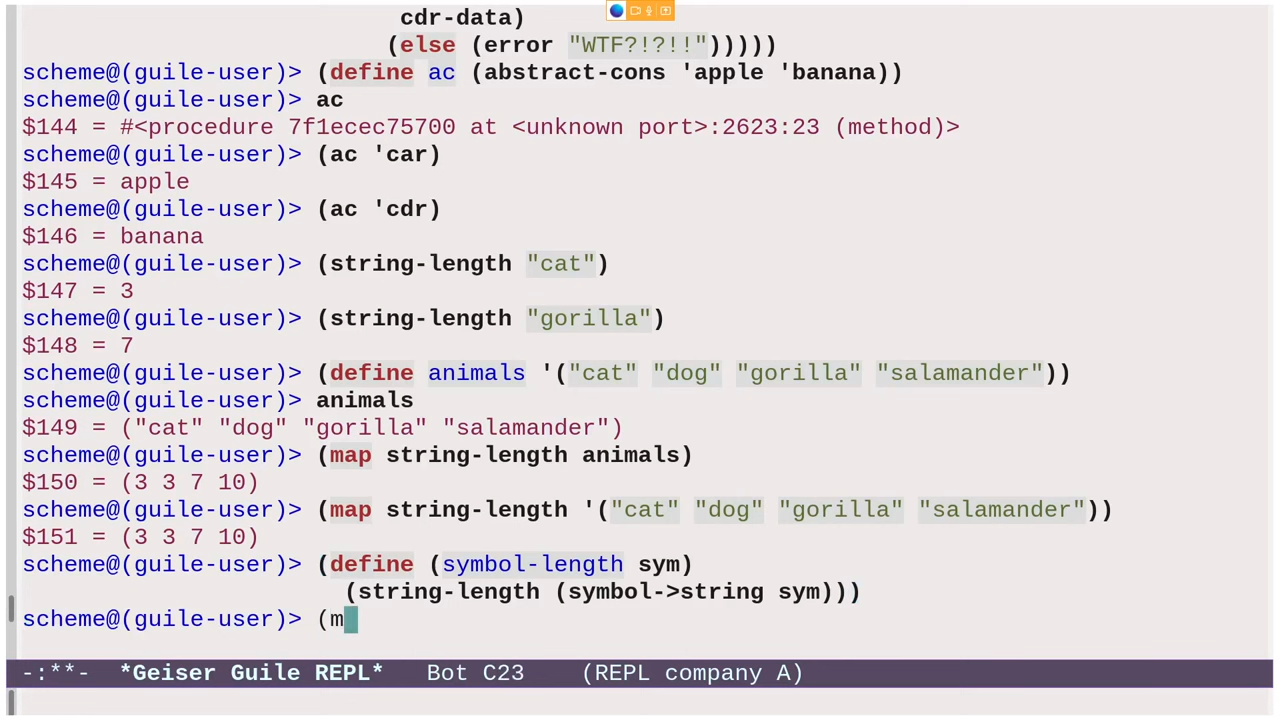 cdr-data)
(else (error "WTF?!?!!")))))
scheme@(guile-user)> (define ac (abstract-cons 'apple 'banana))
scheme@(guile-user)> ac
$144 = #<procedure 7f1ecec75700 at <unknown port>:2623:23 (method)>
scheme@(guile-user)> (ac 'car)
$145 = apple
scheme@(guile-user)> (ac 'cdr)
$146 = banana
scheme@(guile-user)> (string-length "cat")
$147 = 3
scheme@(guile-user)> (string-length "gorilla")
$148 = 7
scheme@(guile-user)> (define animals '("cat" "dog" "gorilla" "salamander"))
scheme@(guile-user)> animals
$149 = ("cat" "dog" "gorilla" "salamander")
scheme@(guile-user)> (map string-length animals)
$150 = (3 3 7 10)
scheme@(guile-user)> (map string-length '("cat" "dog" "gorilla" "salamander"))
$151 = (3 3 7 10)
scheme@(guile-user)> (define (symbol-length sym)
(string-length (symbol->string sym)))
scheme@(guile-user)> (m
-:**-  *Geiser Guile REPL*   Bot C23    (REPL company A)